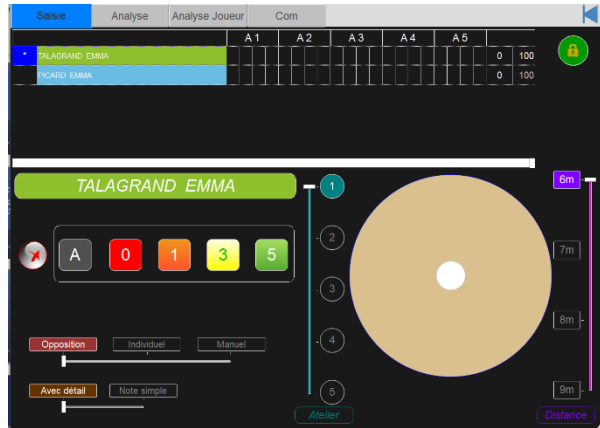 Saisie Analyse Analyse Joueur Com
A 1 A 2 A 3 A 4 A 5
* TALAGRAND EMMA 0 100
PICARD EMMA 0 100
TALAGRAND EMMA
1
6m
A 0 1 3 5
2
7m
3
8m
Opposition Individuel Manuel
4
Avec détail Note simple
5
9m
Atelier
Distance